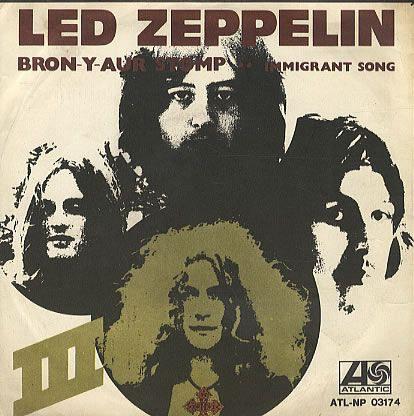 LED ZEPPELIN
BRON-Y-AUR STOMP •• IMMIGRANT SONG
III
ATLANTIC
ATL-NP 03174